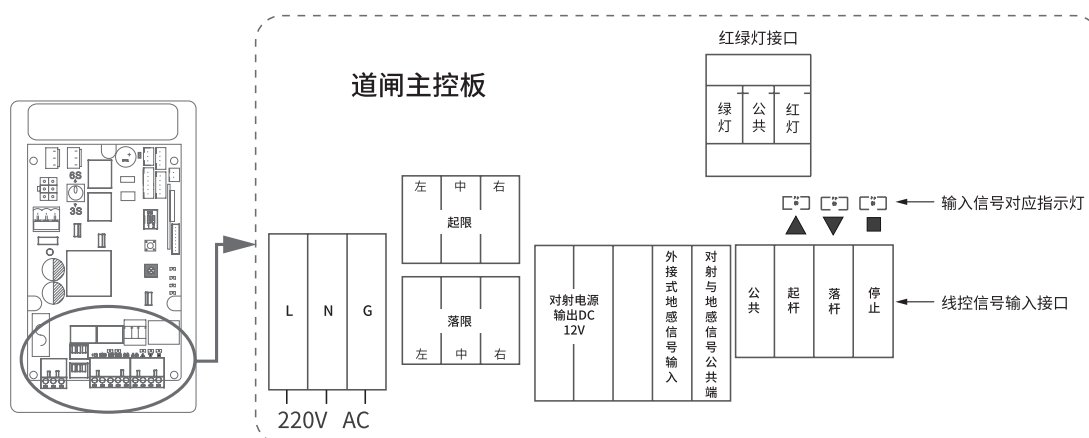 红绿灯接口
道闸主控板
绿灯 公共 红灯
6S
3S
左 中 右
起限
输入信号对应指示灯
L N G
落限
左 中 右
对射电源
输出DC
12V
外接式地感信号输入
对射与地感信号公共端
公共 起杆 落杆 停止
线控信号输入接口
220V AC